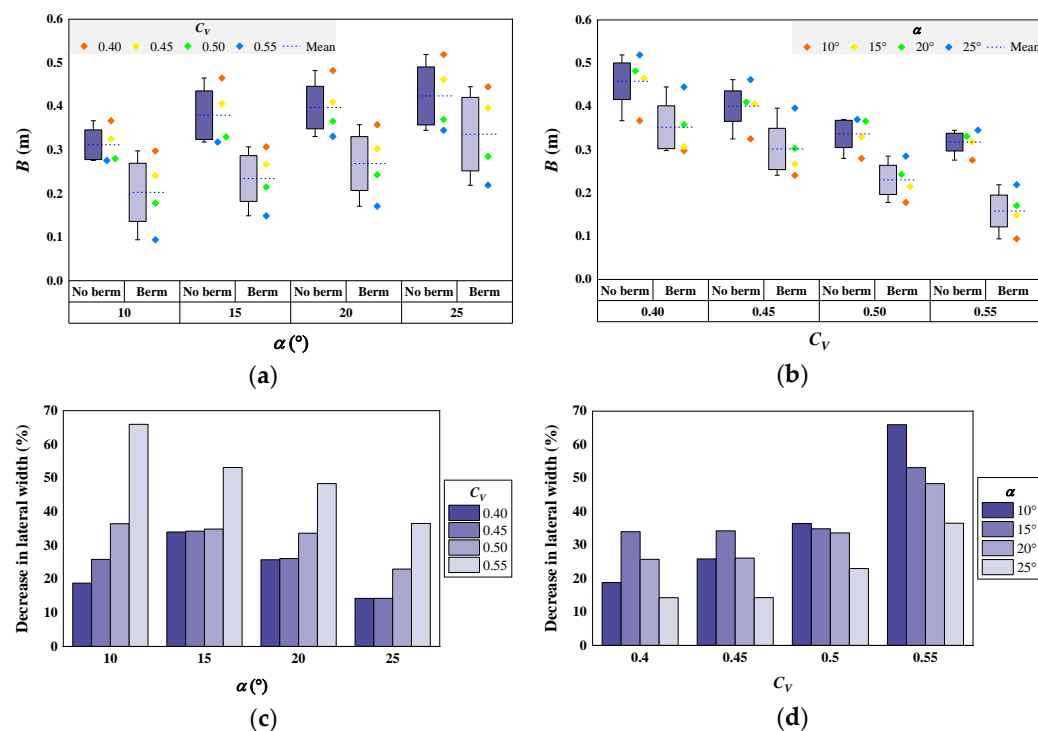 0.6
0.5
0.4
0.3
0.2
0.1
0.0
B (m)
C_V
0.40 0.45 0.50 0.55 Mean
No berm Berm No berm Berm No berm Berm No berm Berm
10 15 20 25
α (°)
(a)
0.6
0.5
0.4
0.3
0.2
0.1
0.0
B (m)
α
10° 15° 20° 25° Mean
No berm Berm No berm Berm No berm Berm No berm Berm
0.40 0.45 0.50 0.55
C_V
(b)
70
60
50
40
30
20
10
0
Decrease in lateral width (%)
C_V
0.40
0.45
0.50
0.55
10 15 20 25
α (°)
(c)
70
60
50
40
30
20
10
0
Decrease in lateral width (%)
α
10°
15°
20°
25°
0.4 0.45 0.5 0.55
C_V
(d)